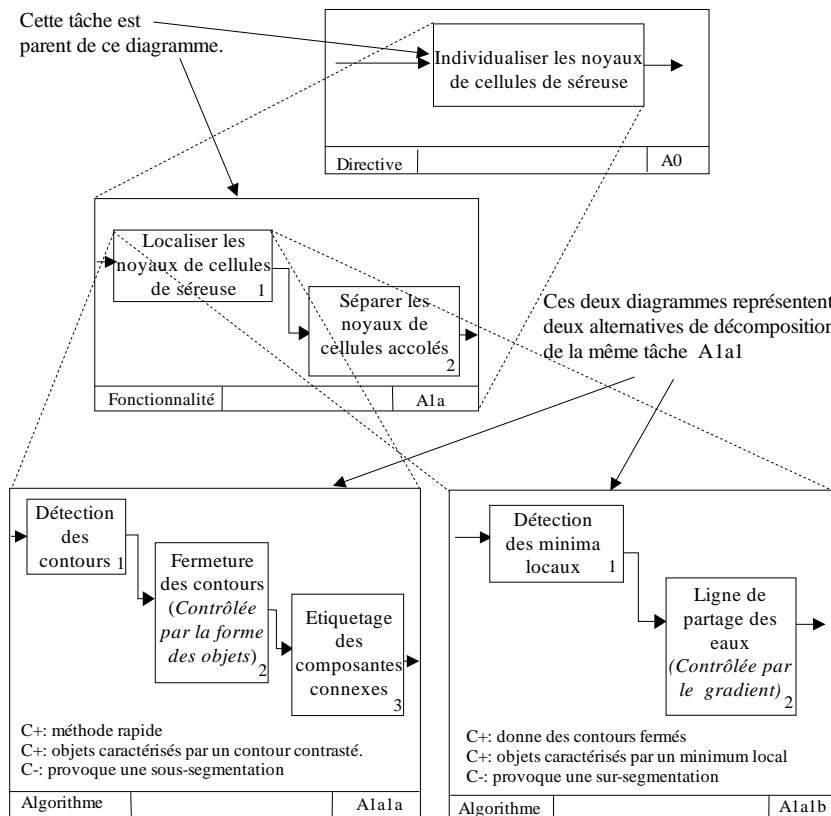 Cette tâche est
parent de ce diagramme.
Individualiser les noyaux
de cellules de séreuse
Directive
A0
Localiser les
noyaux de cellules
de séreuse
1
Séparer les
noyaux de
cellules accolés
2
Fonctionnalité
A1a
Ces deux diagrammes représentent
deux alternatives de décomposition
de la même tâche A1a1
Détection
des
contours
1
Fermeture
des contours
(Contrôlée
par la forme
des objets)
2
Etiquetage
des
composantes
connexes
3
C+: méthode rapide
C+: objets caractérisés par un contour contrasté.
C-: provoque une sous-segmentation
Algorithme
A1a1a
Détection
des minima
locaux
1
Ligne de
partage des
eaux
(Contrôlée par
le gradient)
2
C+: donne des contours fermés
C+: objets caractérisés par un minimum local
C-: provoque une sur-segmentation
Algorithme
A1a1b